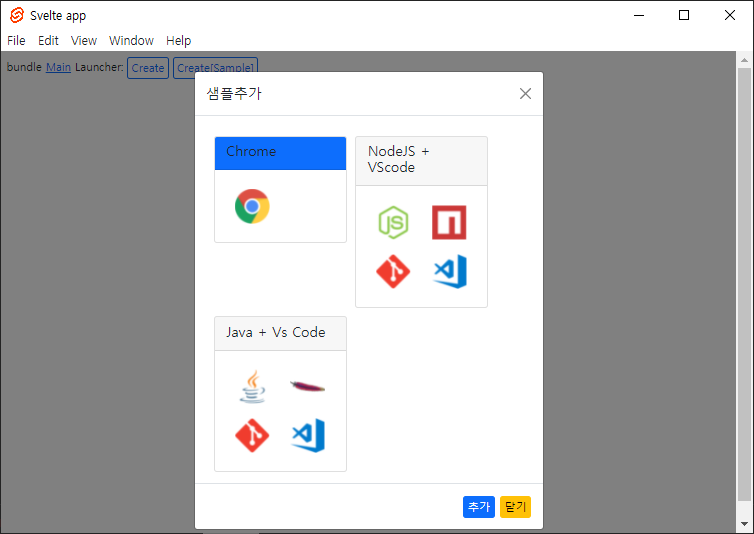 Svelte app
File Edit View Window Help
bundle Main Launcher: Create Create[Sample]
샘플추가
Chrome
NodeJS +
VScode
JS
Java + Vs Code
추가 닫기